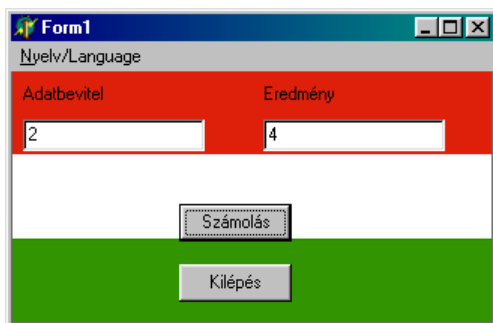 Form1
Nyelv/Language
Adatbevitel Eredmény
2 4
Számolás
Kilépés